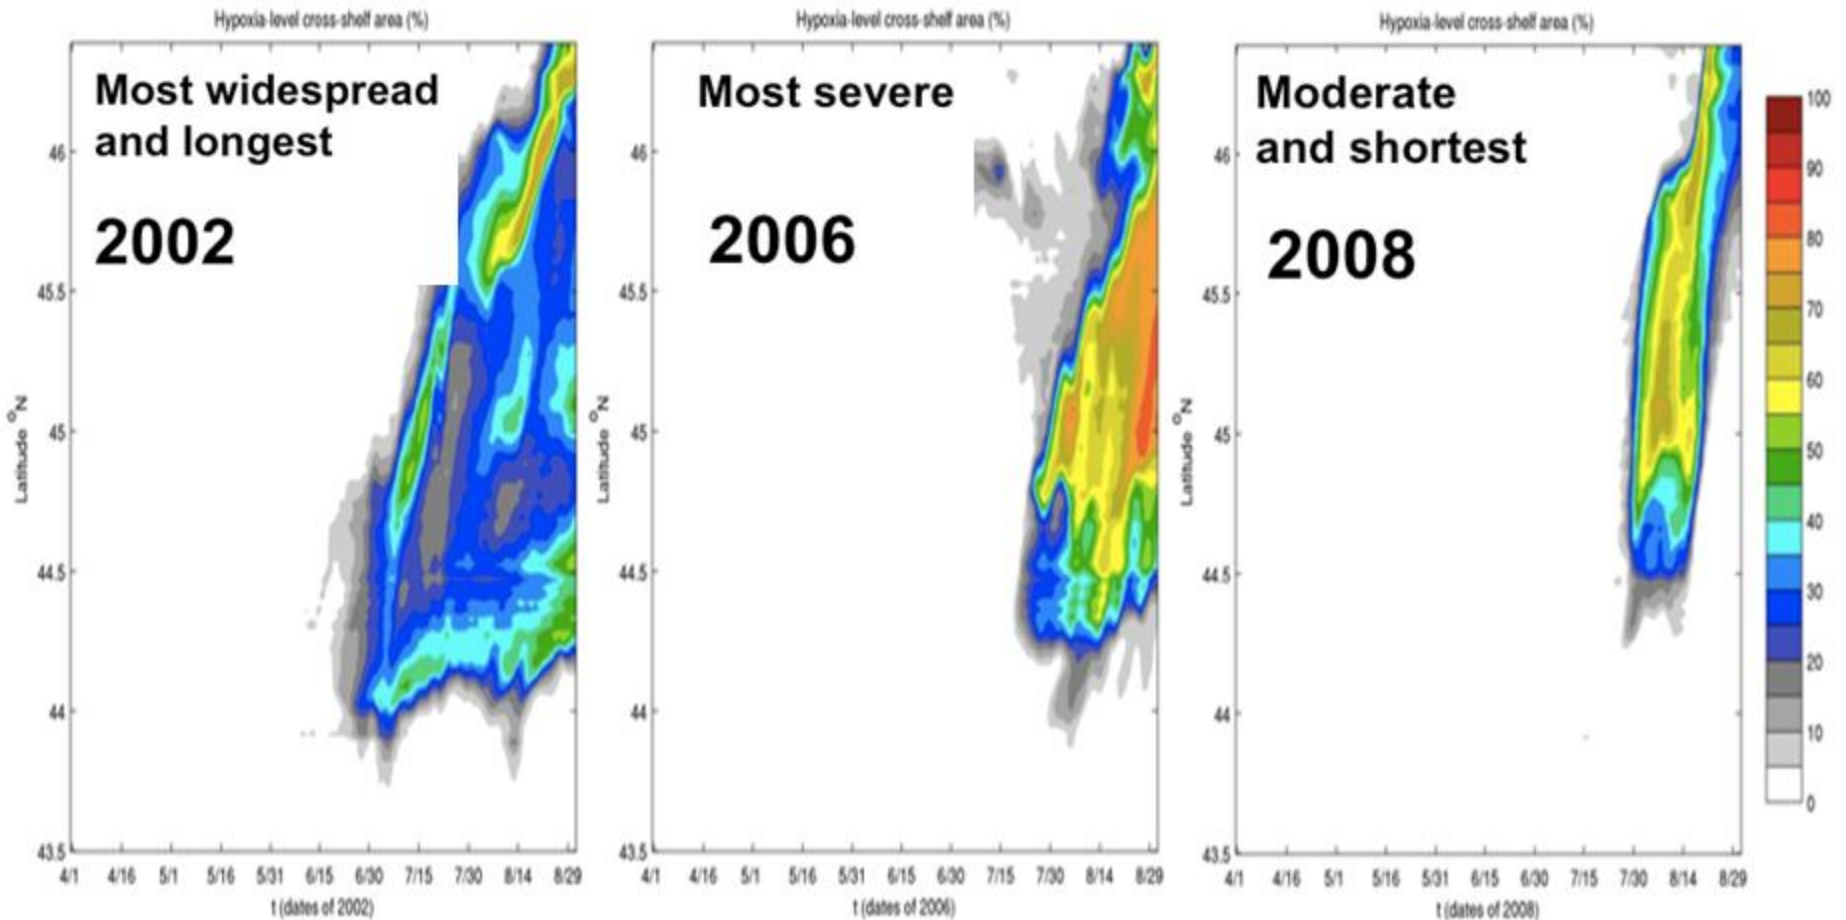 Hypoxia-level cross-shelf area (%)
Most widespread
and longest
2002
46
45.5
45
44.5
44
43.5
Latitude °N
4/1 4/16 5/1 5/16 5/31 6/15 6/30 7/15 7/30 8/14 8/29
t (dates of 2002)
Hypoxia-level cross-shelf area (%)
Most severe
2006
46
45.5
45
44.5
44
43.5
Latitude °N
4/1 4/16 5/1 5/16 5/31 6/15 6/30 7/15 7/30 8/14 8/29
t (dates of 2006)
Hypoxia-level cross-shelf area (%)
Moderate
and shortest
2008
46
45.5
45
44.5
44
43.5
Latitude °N
4/1 4/16 5/1 5/16 5/31 6/15 6/30 7/15 7/30 8/14 8/29
t (dates of 2008)
100
90
80
70
60
50
40
30
20
10
0